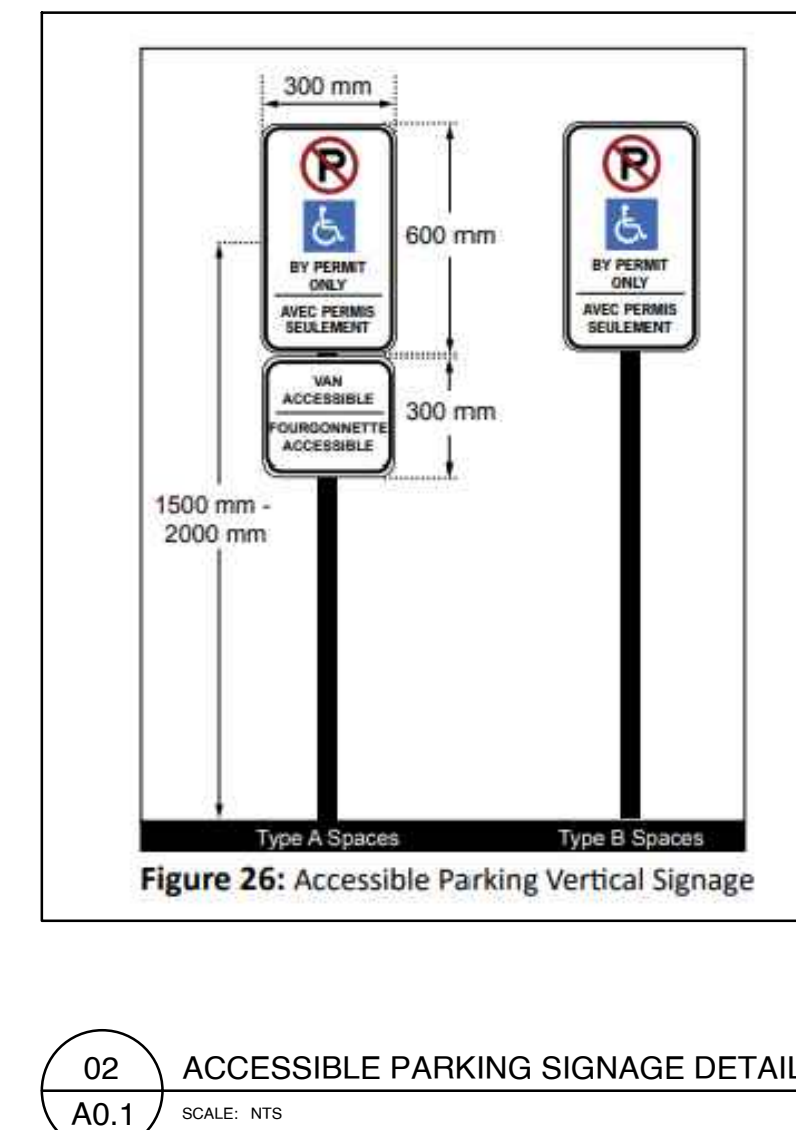 300 mm
P
BY PERMIT
ONLY
AVEC PERMIS
SEULEMENT
600 mm
VAN
ACCESSIBLE
FOURGONNETTE
ACCESSIBLE
300 mm
1500 mm -
2000 mm
P
BY PERMIT
ONLY
AVEC PERMIS
SEULEMENT
Type A Spaces
Type B Spaces
Figure 26: Accessible Parking Vertical Signage
02
A0.1
ACCESSIBLE PARKING SIGNAGE DETAIL
SCALE: NTS